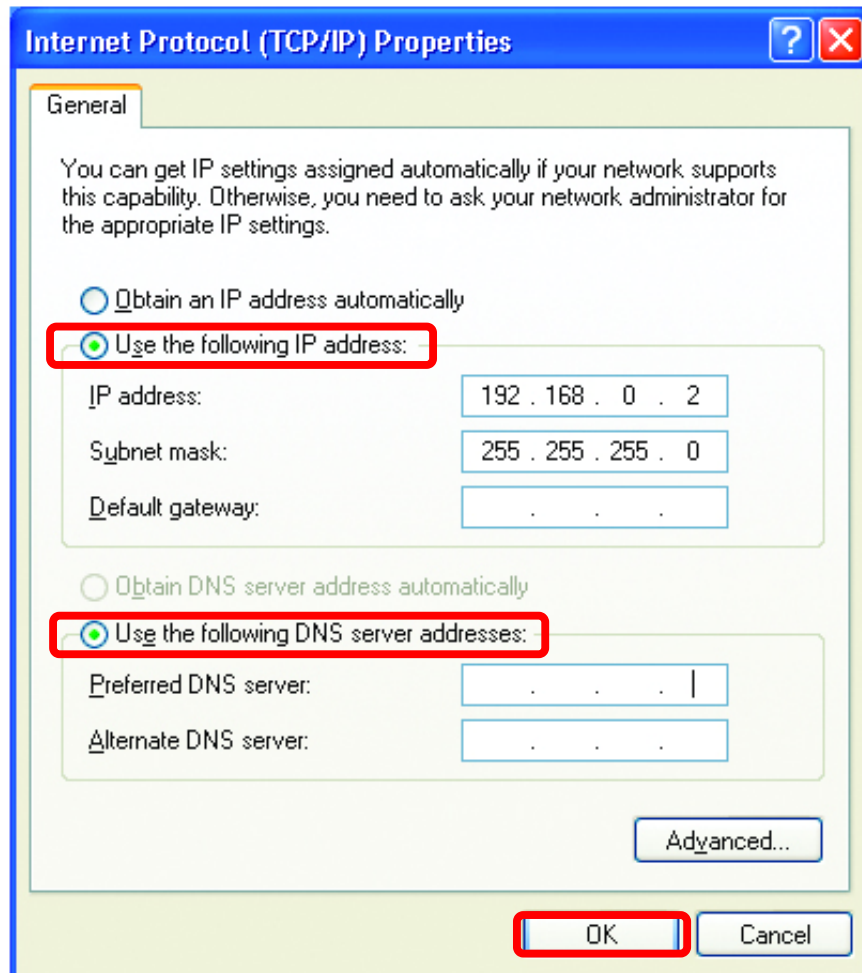 Internet Protocol (TCP/IP) Properties
General
You can get IP settings assigned automatically if your network supports
this capability. Otherwise, you need to ask your network administrator for
the appropriate IP settings.
Obtain an IP address automatically
Use the following IP address:
IP address: 192 . 168 . 0 . 2
Subnet mask: 255 . 255 . 255 . 0
Default gateway: . . .
Obtain DNS server address automatically
Use the following DNS server addresses:
Preferred DNS server: . . .
Alternate DNS server: . . .
Advanced...
OK Cancel